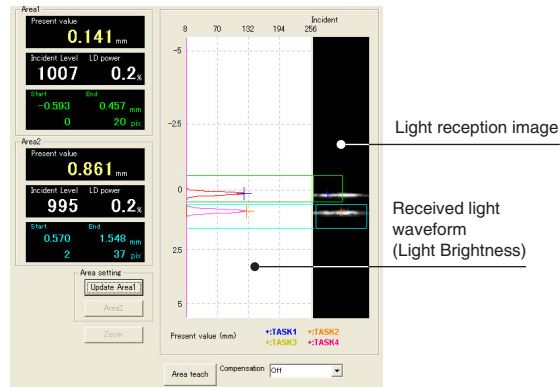 Area1
Present value
0.141 mm
Incident Level LD power
1007 0.2%
Start End
-0.593 0.457 mm
0 20 pix
Area2
Present value
0.861 mm
Incident Level LD power
995 0.2%
Start End
0.570 1.548 mm
2 37 pix
Area setting
Update Area1
Area2
Zoom
Incident
8 70 132 194 256
-5
-2.5
0
2.5
5
Present value (mm)
+:TASK1 +:TASK2
+:TASK3 +:TASK4
Area teach
Compensation Off
Light reception image
Received light
waveform
(Light Brightness)